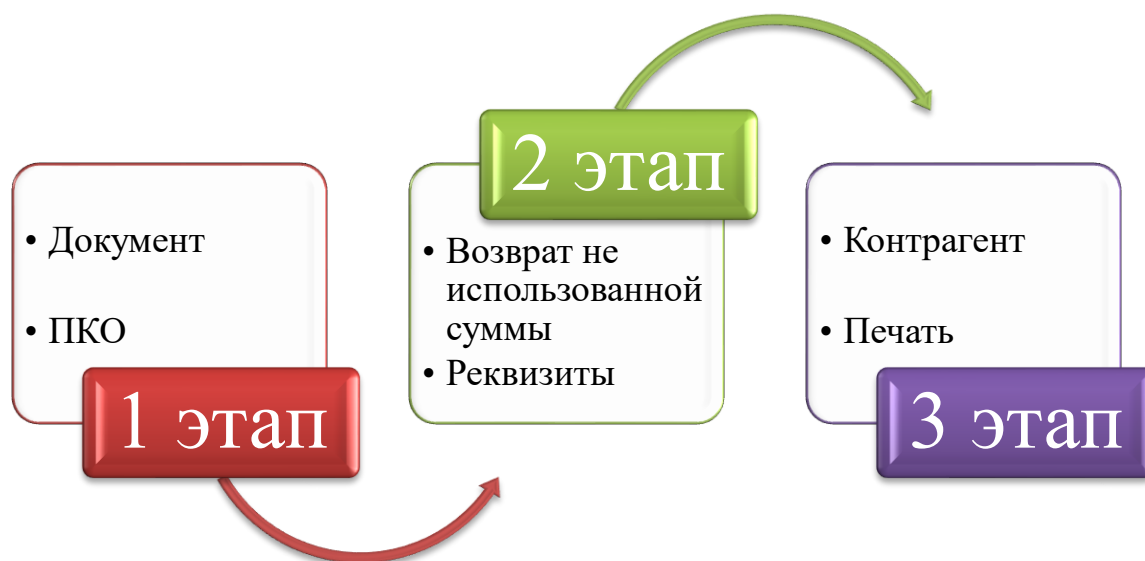 • Документ
• ПКО
1 этап
2 этап
• Возврат не
использованной
суммы
• Реквизиты
• Контрагент
• Печать
3 этап